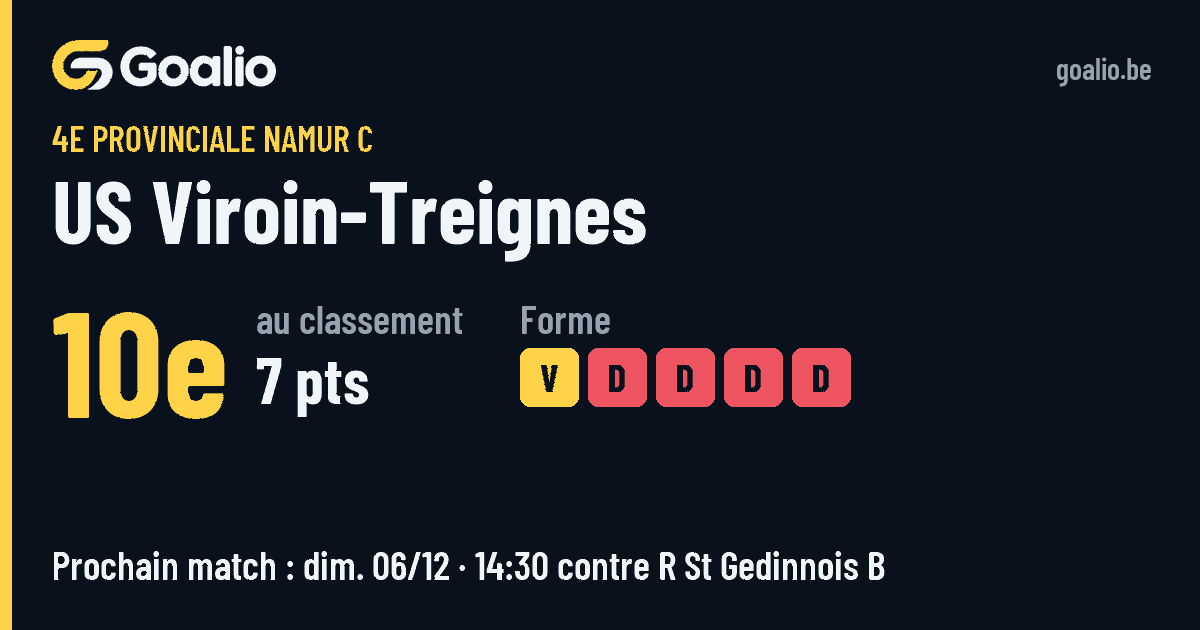 Goalio
goalio.be
4E PROVINCIALE NAMUR C
US Viroin-Treignes
10e
au classement
7 pts
Forme
V D D D D
Prochain match : dim. 06/12 · 14:30 contre R St Gedinnois B